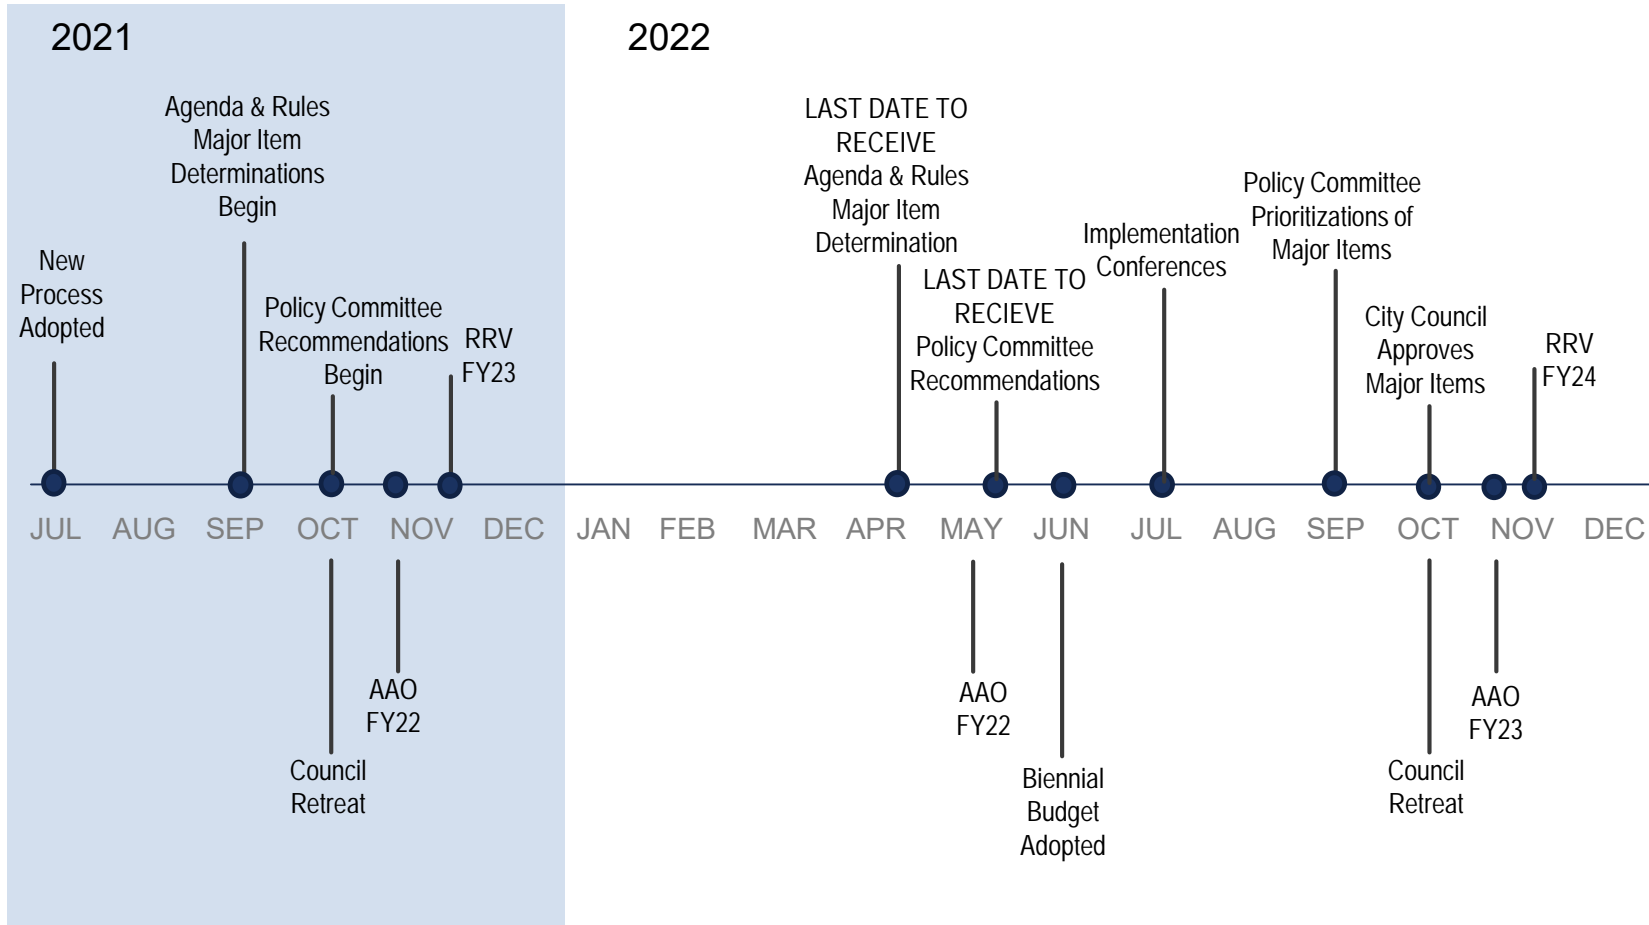 2021
2022
Agenda & Rules
Major Item
Determinations
Begin
New
Process
Adopted
Policy Committee
Recommendations
Begin
RRV
FY23
LAST DATE TO
RECEIVE
Agenda & Rules
Major Item
Determination
LAST DATE TO
RECIEVE
Policy Committee
Recommendations
Implementation
Conferences
Policy Committee
Prioritizations of
Major Items
City Council
Approves
Major Items
RRV
FY24
JUL AUG SEP OCT NOV DEC JAN FEB MAR APR MAY JUN JUL AUG SEP OCT NOV DEC
Council
Retreat
AAO
FY22
AAO
FY22
Biennial
Budget
Adopted
Council
Retreat
AAO
FY23